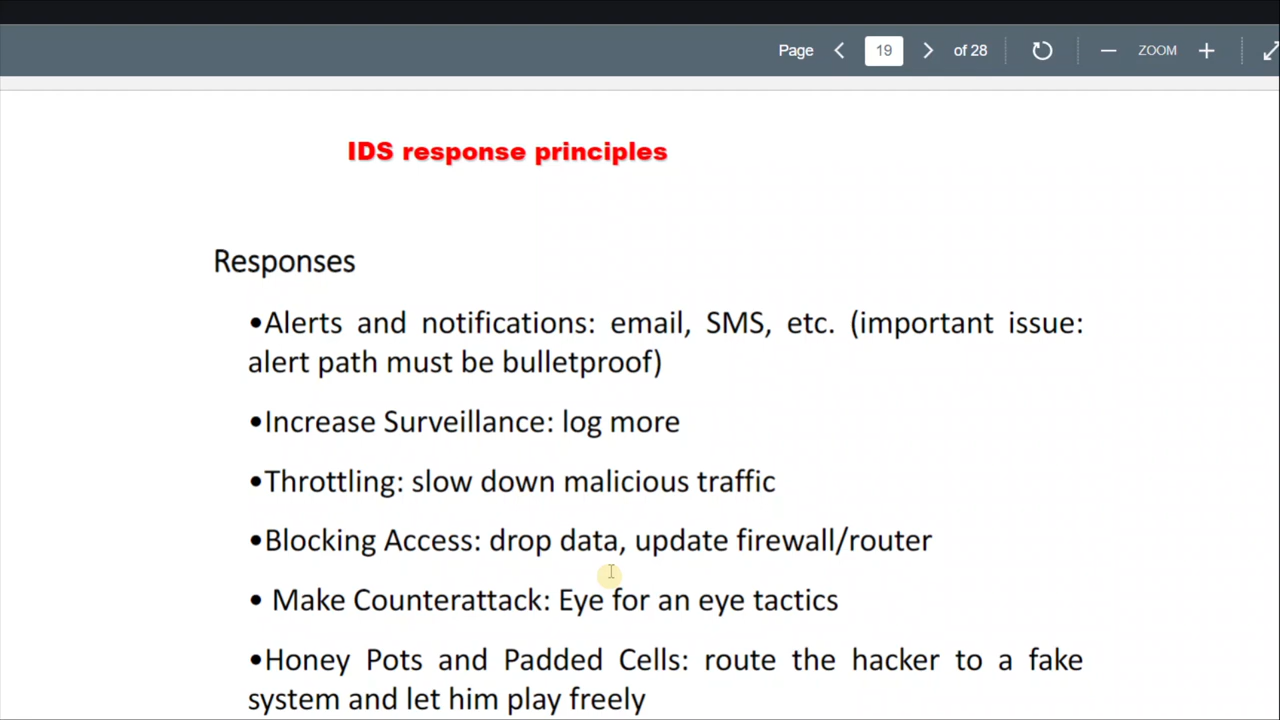 Page 19 of 28 ZOOM
IDS response principles
Responses
•Alerts and notifications: email, SMS, etc. (important issue:
alert path must be bulletproof)
•Increase Surveillance: log more
•Throttling: slow down malicious traffic
•Blocking Access: drop data, update firewall/router
• Make Counterattack: Eye for an eye tactics
•Honey Pots and Padded Cells: route the hacker to a fake
system and let him play freely